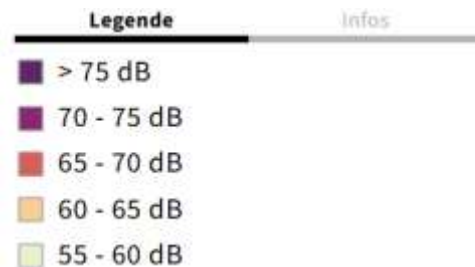 Legende Infos
> 75 dB
70 - 75 dB
65 - 70 dB
60 - 65 dB
55 - 60 dB